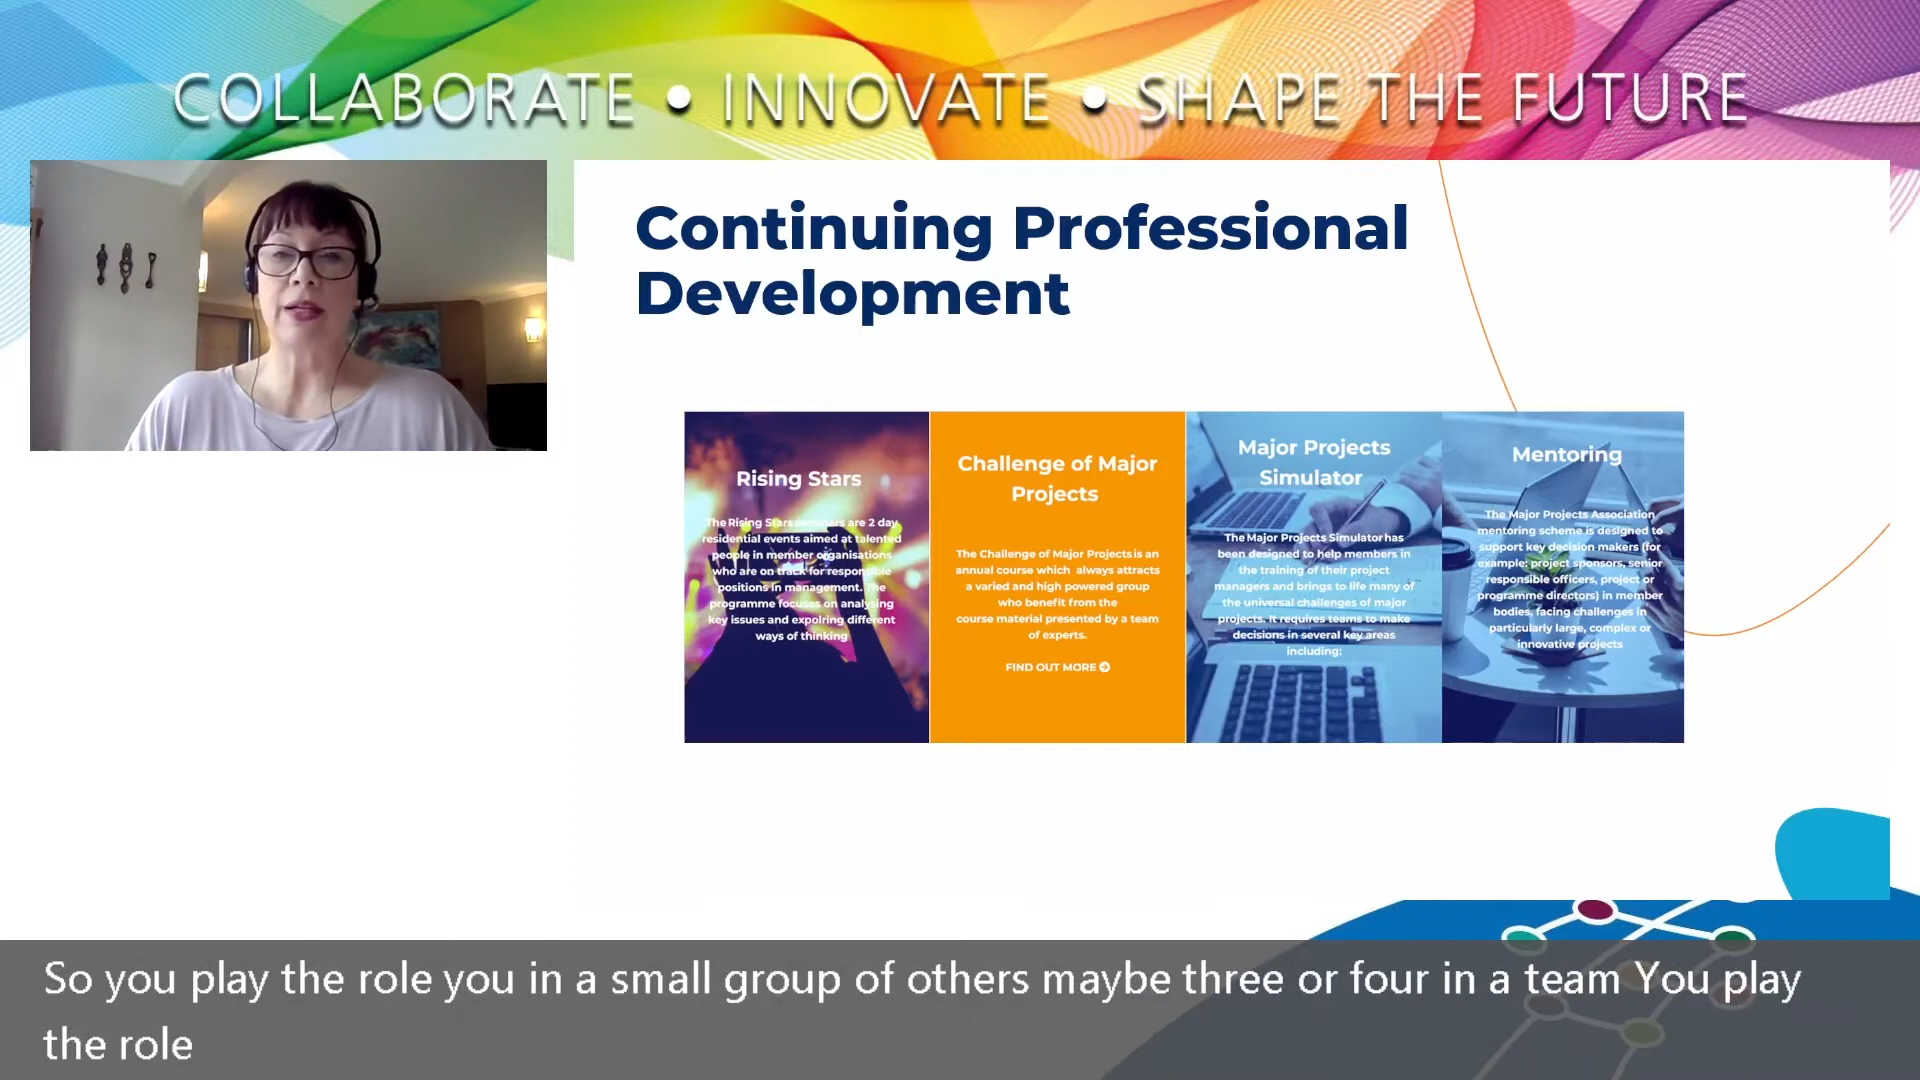 COLLABORATE • INNOVATE • SHAPE THE FUTURE
Continuing Professional
Development
Rising Stars
The Rising Stars seminars are 2 day
residential events aimed at talented
people in member organisations
who are on track for responsible
positions in management. The
programme focuses on analysing
key issues and expolring different
ways of thinking
Challenge of Major
Projects
The Challenge of Major Projects is an
annual course which always attracts
a varied and high powered group
who benefit from the
course material presented by a team
of experts.
FIND OUT MORE
Major Projects
Simulator
The Major Projects Simulator has
been designed to help members in
the training of their project
managers and brings to life many of
the universal challenges of major
projects. It requires teams to make
decisions in several key areas
including:
Mentoring
The Major Projects Association
mentoring scheme is designed to
support key decision makers (for
example: project sponsors, senior
responsible officers, project or
programme directors) in member
bodies, facing challenges in
particularly large, complex or
innovative projects
So you play the role you in a small group of others maybe three or four in a team You play
the role